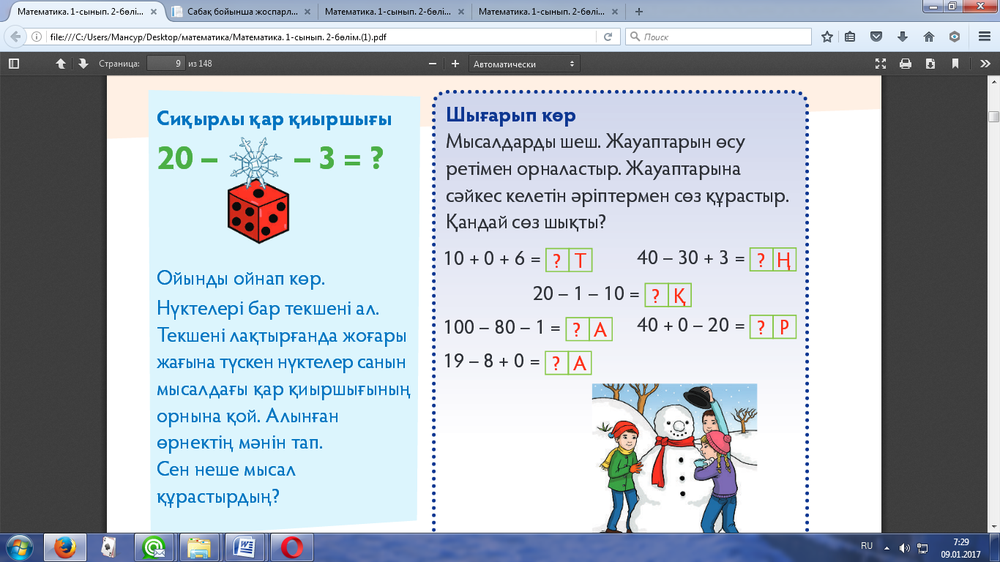 Математика. 1-сынып. 2-бөлі...
Сабақ бойынша жоспарл...
Математика. 1-сынып. 2-бөлі...
Математика. 1-сынып. 2-бөлі...
file:///C:/Users/Мансур/Desktop/математика/Математика. 1-сынып. 2-бөлім.(1).pdf
Поиск
Страница: 9 из 148
Автоматически
Сиқырлы қар қиыршығы
20 – – 3 = ?
Ойынды ойнап көр.
Нүктелері бар текшені ал.
Текшені лақтырғанда жоғары
жағына түскен нүктелер санын
мысалдағы қар қиыршығының
орнына қой. Алынған
өрнектің мәнін тап.
Сен неше мысал
құрастырдың?
Шығарып көр
Мысалдарды шеш. Жауаптарын өсу
ретімен орналастыр. Жауаптарына
сәйкес келетін әріптермен сөз құрастыр.
Қандай сөз шықты?
10 + 0 + 6 = ? Т
40 – 30 + 3 = ? Ң
20 – 1 – 10 = ? Қ
100 – 80 – 1 = ? А
40 + 0 – 20 = ? Р
19 – 8 + 0 = ? А
RU
7:29
09.01.2017